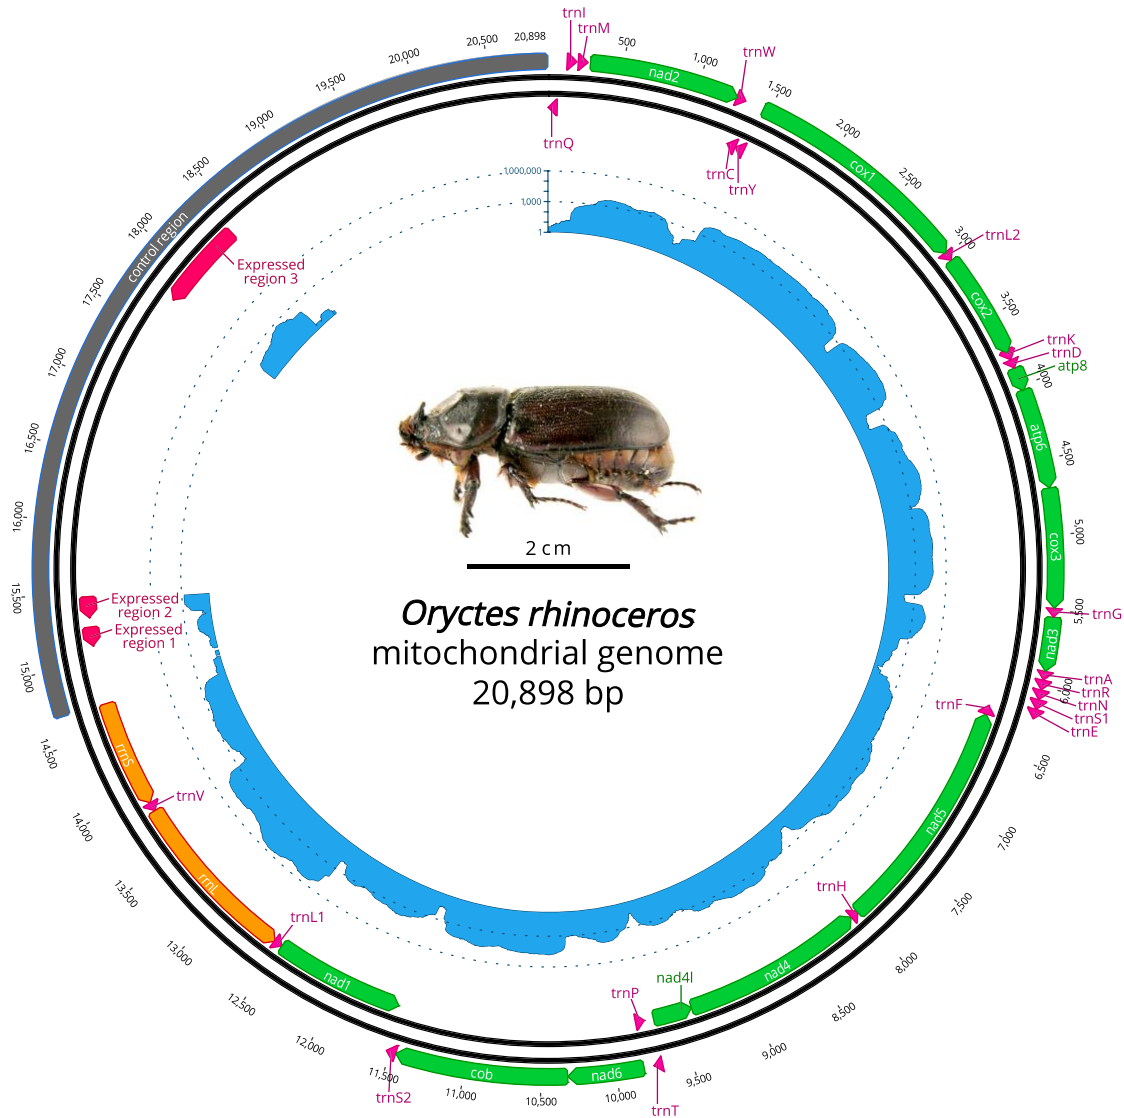 trnI
trnM
500
nad2
1,000
trnW
1,500
2,000
cox1
2,500
3,000
trnL2
cox2
3,500
trnK
trnD
atp8
4,000
atp6
4,500
cox3
5,000
trnG
5,500
nad3
trnA
6,000
trnR
trnN
trnS1
trnE
6,500
trnF
nad5
7,000
7,500
trnH
8,000
nad4
8,500
9,000
nad4l
trnP
9,500
trnT
nad6
10,000
10,500
cob
11,000
11,500
trnS2
12,000
nad1
12,500
trnL1
13,000
rrnL
13,500
trnV
14,000
rrnS
14,500
15,000
Expressed
region 1
Expressed
region 2
15,500
16,000
16,500
17,000
17,500
control region
18,000
Expressed
region 3
18,500
19,000
19,500
20,000
20,500
20,898
trnQ
trnC
trnY
1,000,000
1,000
1
2 cm
Oryctes rhinoceros
mitochondrial genome
20,898 bp